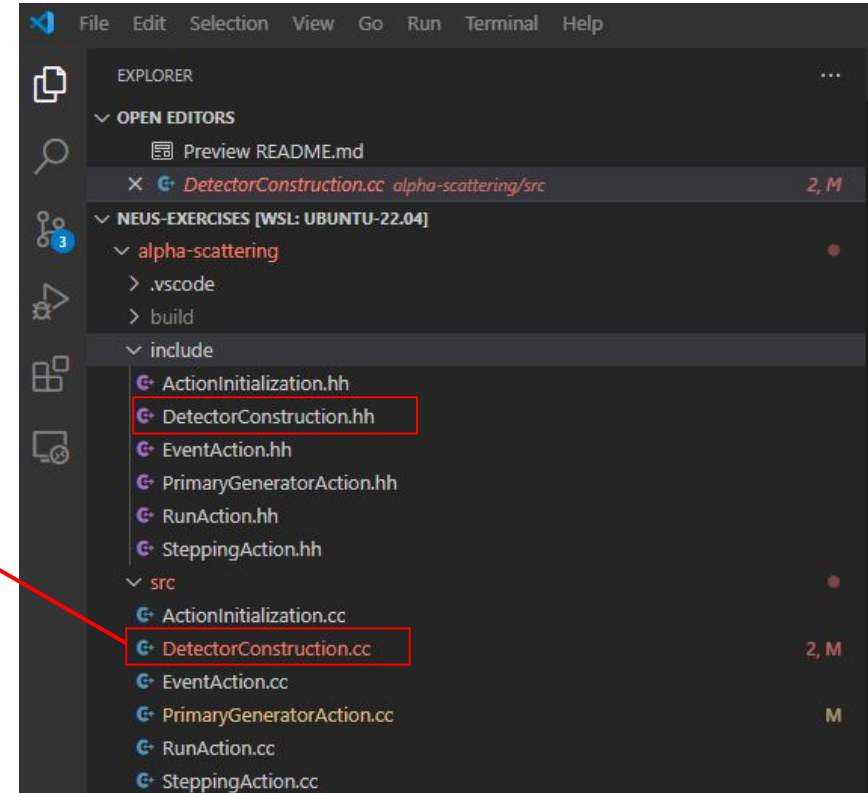 File Edit Selection View Go Run Terminal Help
EXPLORER ...
OPEN EDITORS
Preview README.md
DetectorConstruction.cc alpha-scattering/src 2, M
NEUS-EXERCISES [WSL: UBUNTU-22.04]
alpha-scattering
.vscode
build
include
ActionInitialization.hh
DetectorConstruction.hh
EventAction.hh
PrimaryGeneratorAction.hh
RunAction.hh
SteppingAction.hh
src
ActionInitialization.cc
DetectorConstruction.cc 2, M
EventAction.cc
PrimaryGeneratorAction.cc M
RunAction.cc
SteppingAction.cc
3